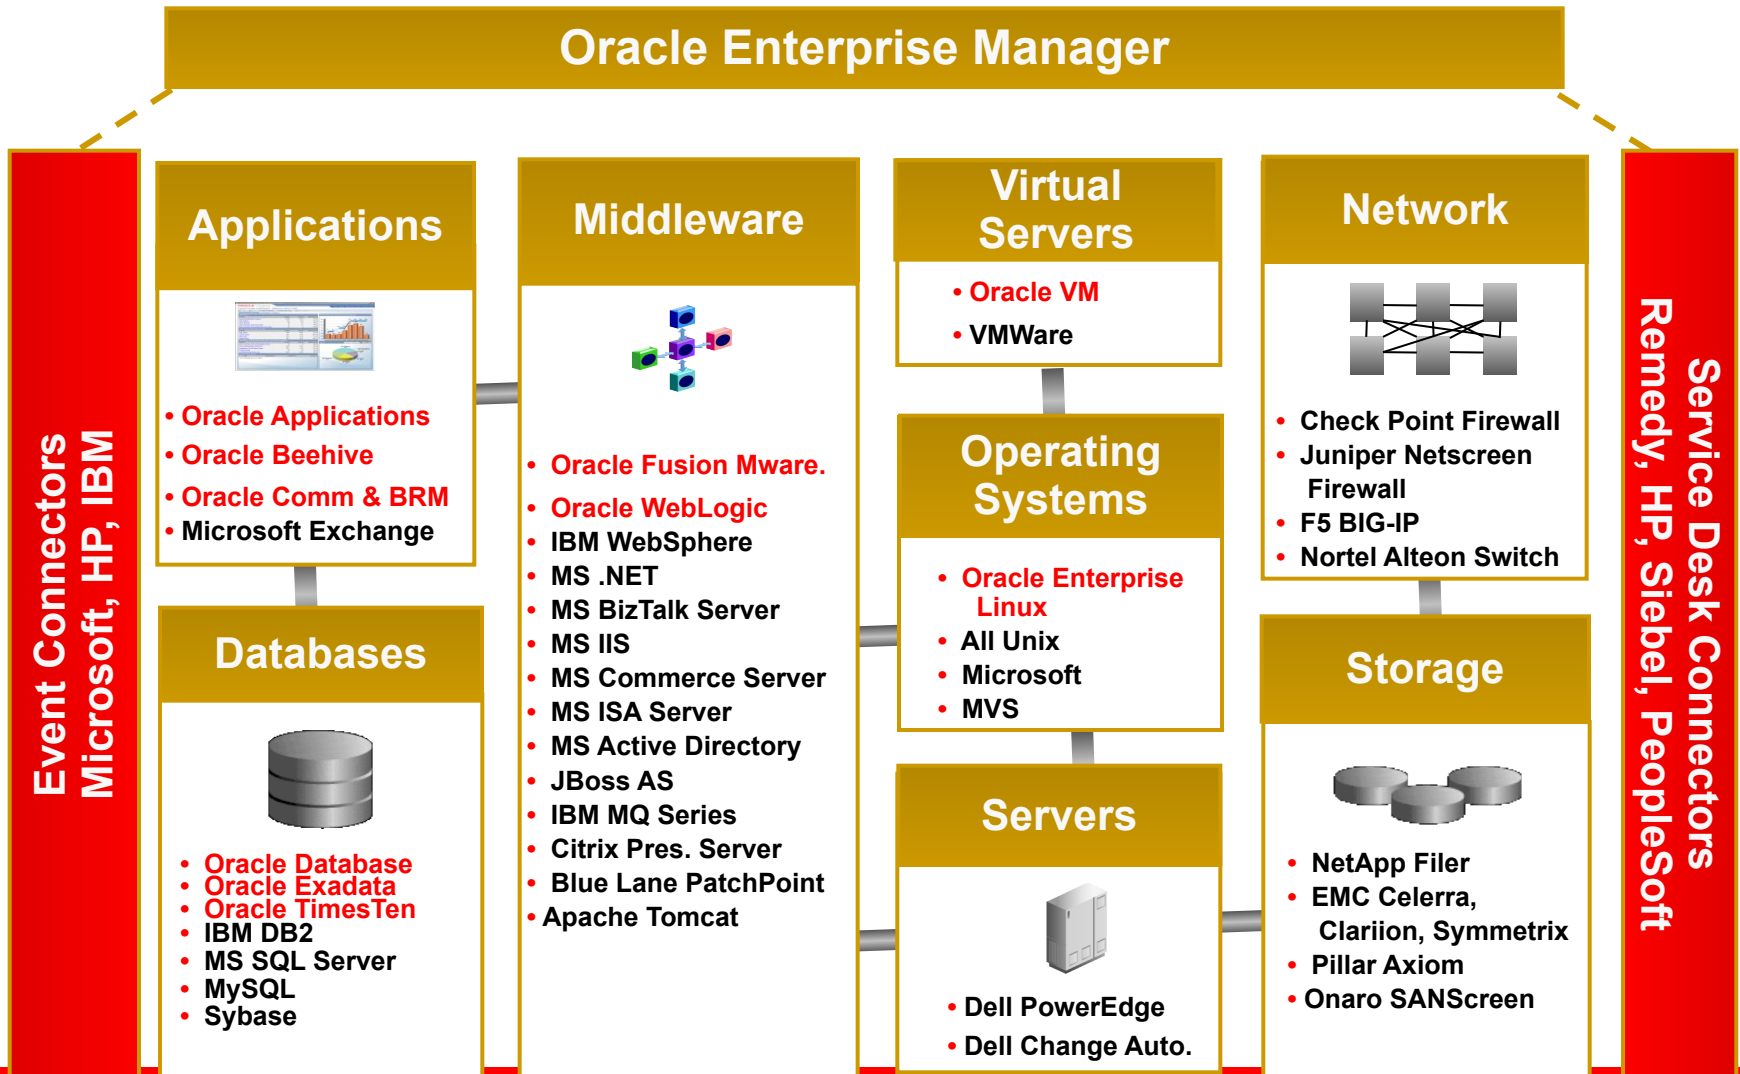 Oracle Enterprise Manager
Event Connectors
Microsoft, HP, IBM
Applications
• Oracle Applications
• Oracle Beehive
• Oracle Comm & BRM
• Microsoft Exchange
Databases
• Oracle Database
• Oracle Exadata
• Oracle TimesTen
• IBM DB2
• MS SQL Server
• MySQL
• Sybase
Middleware
• Oracle Fusion Mware.
• Oracle WebLogic
• IBM WebSphere
• MS .NET
• MS BizTalk Server
• MS IIS
• MS Commerce Server
• MS ISA Server
• MS Active Directory
• JBoss AS
• IBM MQ Series
• Citrix Pres. Server
• Blue Lane PatchPoint
• Apache Tomcat
Virtual
Servers
• Oracle VM
• VMWare
Operating
Systems
• Oracle Enterprise
Linux
• All Unix
• Microsoft
• MVS
Servers
• Dell PowerEdge
• Dell Change Auto.
Network
• Check Point Firewall
• Juniper Netscreen
Firewall
• F5 BIG-IP
• Nortel Alteon Switch
Storage
• NetApp Filer
• EMC Celerra,
Clariion, Symmetrix
• Pillar Axiom
• Onaro SANScreen
Service Desk Connectors
Remedy, HP, Siebel, PeopleSoft